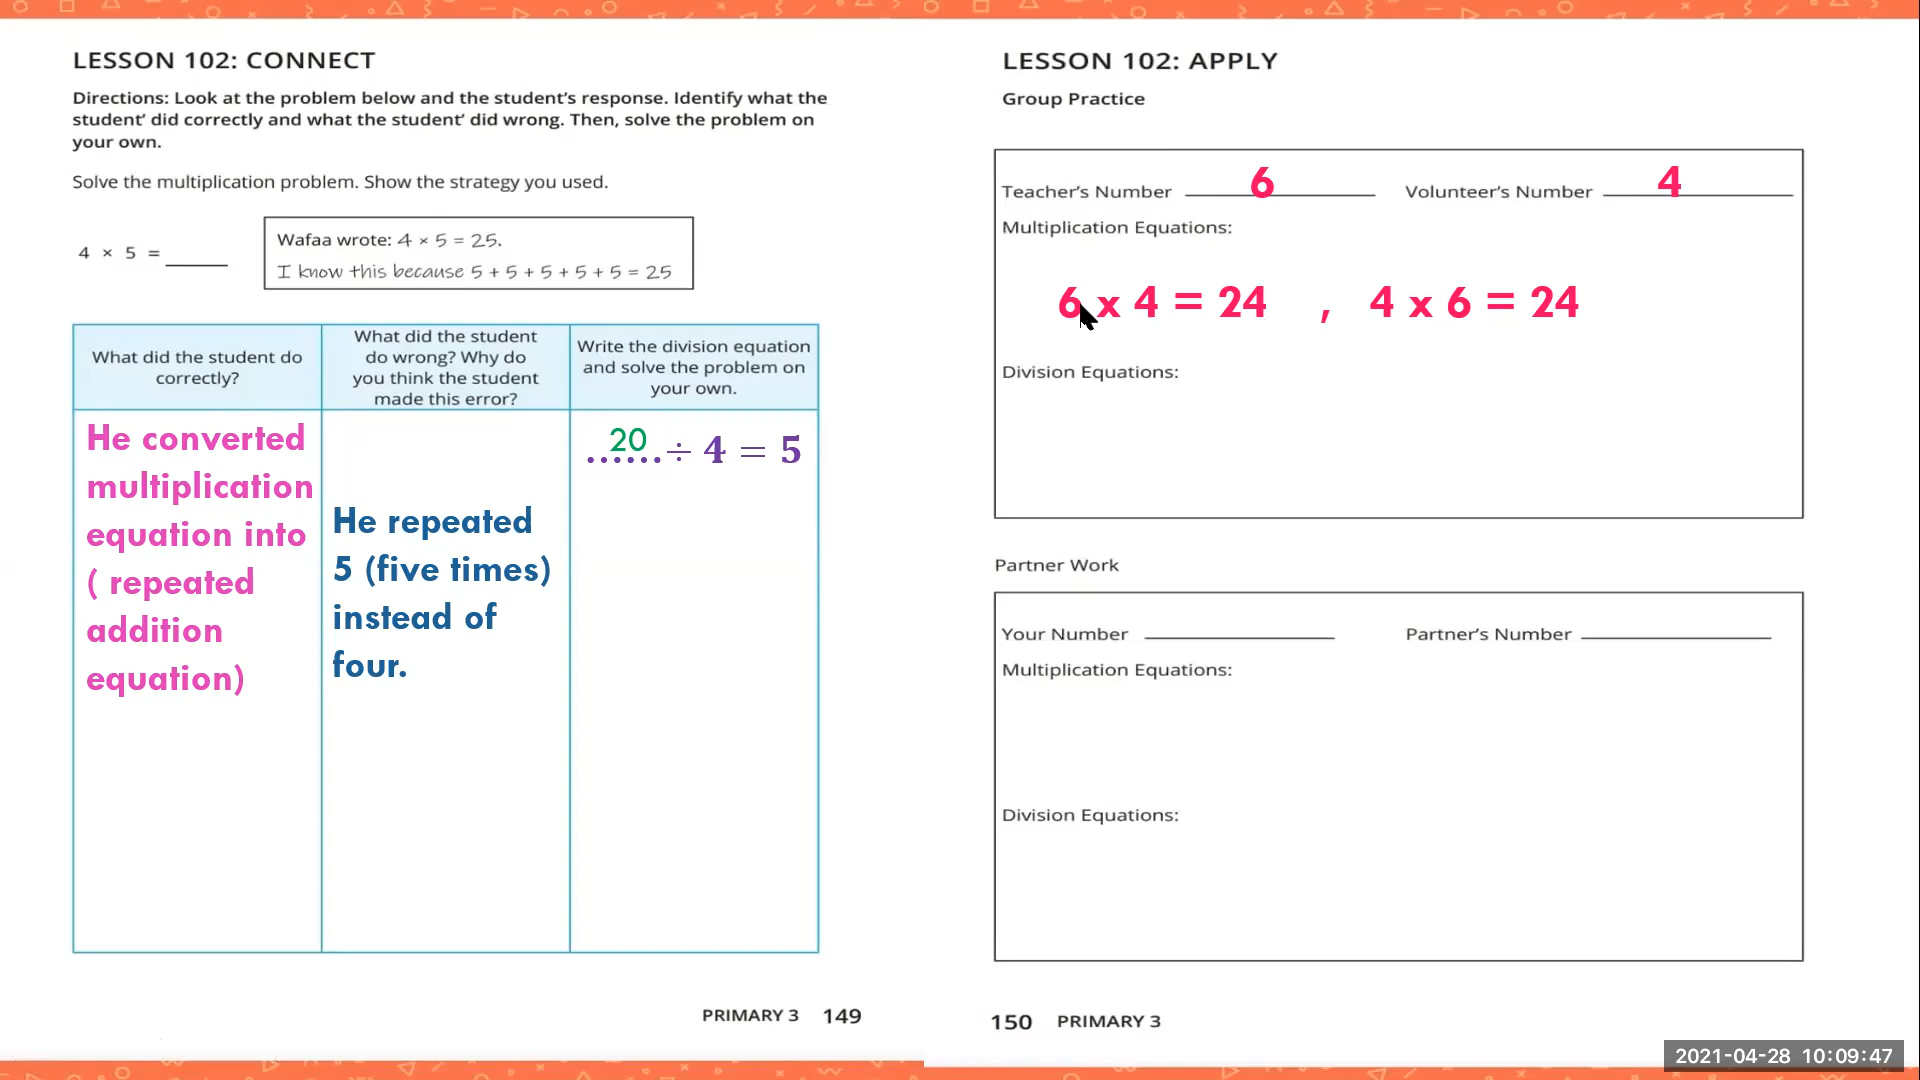 LESSON 102: CONNECT
Directions: Look at the problem below and the student's response. Identify what the
student' did correctly and what the student' did wrong. Then, solve the problem on
your own.
Solve the multiplication problem. Show the strategy you used.
4 × 5 = ____
Wafaa wrote: 4 × 5 = 25.
I know this because 5 + 5 + 5 + 5 + 5 = 25
What did the student do
correctly?
What did the student
do wrong? Why do
you think the student
made this error?
Write the division equation
and solve the problem on
your own.
He converted
multiplication
equation into
( repeated
addition
equation)
He repeated
5 (five times)
instead of
four.
20
...... ÷ 4 = 5
PRIMARY 3 149
LESSON 102: APPLY
Group Practice
Teacher's Number 6 Volunteer's Number 4
Multiplication Equations:
6 x 4 = 24 , 4 x 6 = 24
Division Equations:
Partner Work
Your Number ____ Partner's Number ____
Multiplication Equations:
Division Equations:
150 PRIMARY 3
2021-04-28 10:09:47